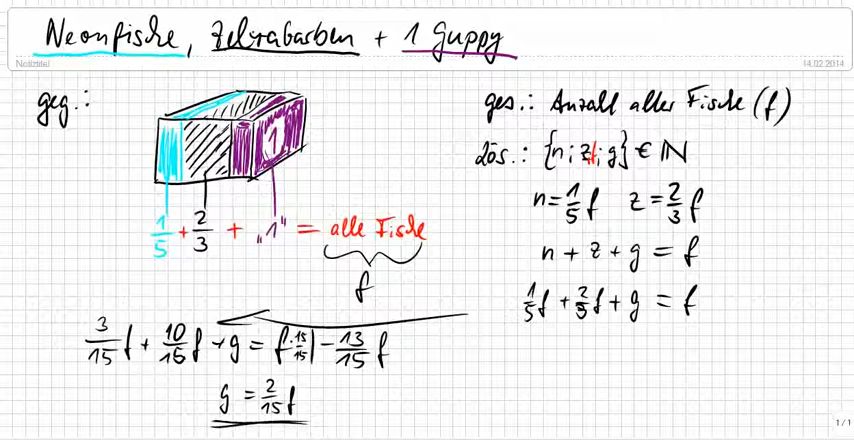 Neonfische, Zebrabarben + 1 Guppy
Notiztitel
14.02.2014
geg.:
1
1/5 + 2/3 + „1" = alle Fische
f
3/15 f + 10/15 f + g = f · 15/15 | - 13/15 f
g = 2/15 f
ges.: Anzahl aller Fische (f)
Lös.: {n; z; g} ∈ ℕ
n = 1/5 f z = 2/3 f
n + z + g = f
1/5 f + 2/3 f + g = f
1/1